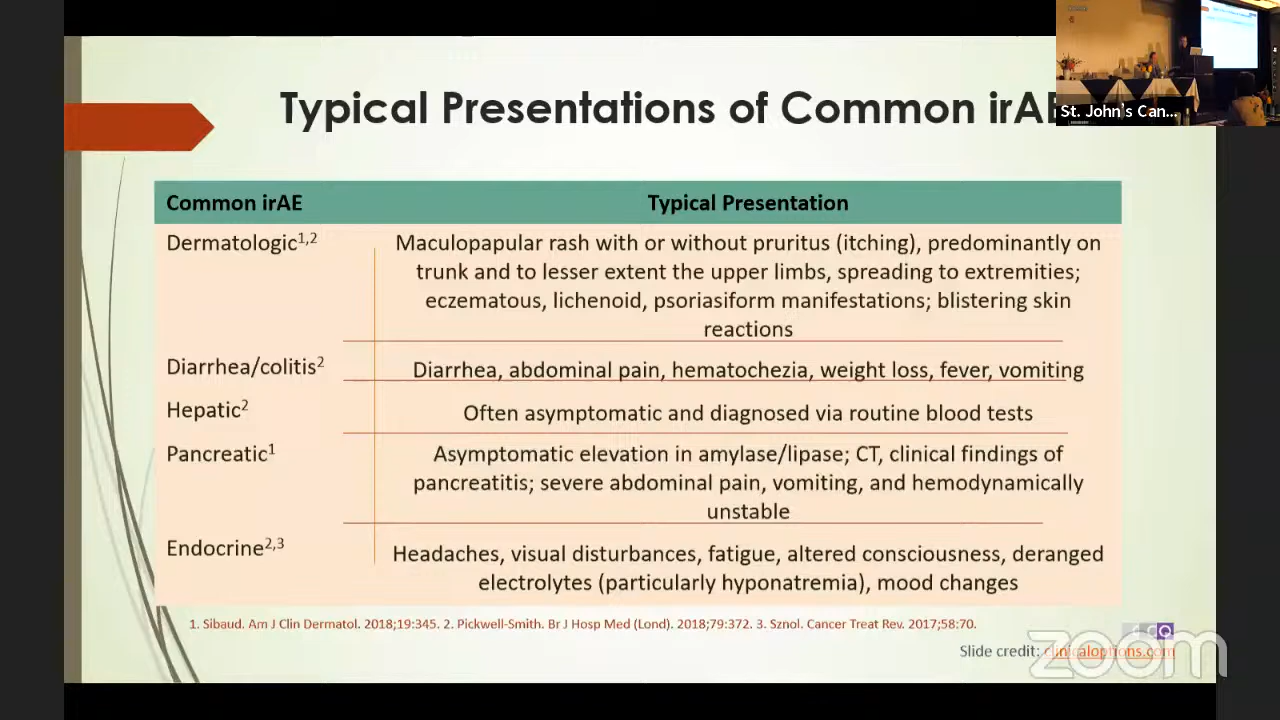 Typical Presentations of Common irAE
St. John's Can...
Common irAE
Typical Presentation
Dermatologic1,2
Maculopapular rash with or without pruritus (itching), predominantly on
trunk and to lesser extent the upper limbs, spreading to extremities;
eczematous, lichenoid, psoriasiform manifestations; blistering skin
reactions
Diarrhea/colitis2
Diarrhea, abdominal pain, hematochezia, weight loss, fever, vomiting
Hepatic2
Often asymptomatic and diagnosed via routine blood tests
Pancreatic1
Asymptomatic elevation in amylase/lipase; CT, clinical findings of
pancreatitis; severe abdominal pain, vomiting, and hemodynamically
unstable
Endocrine2,3
Headaches, visual disturbances, fatigue, altered consciousness, deranged
electrolytes (particularly hyponatremia), mood changes
1. Sibaud. Am J Clin Dermatol. 2018;19:345. 2. Pickwell-Smith. Br J Hosp Med (Lond). 2018;79:372. 3. Sznol. Cancer Treat Rev. 2017;58:70.
Slide credit: clinicaloptions.com
zoom